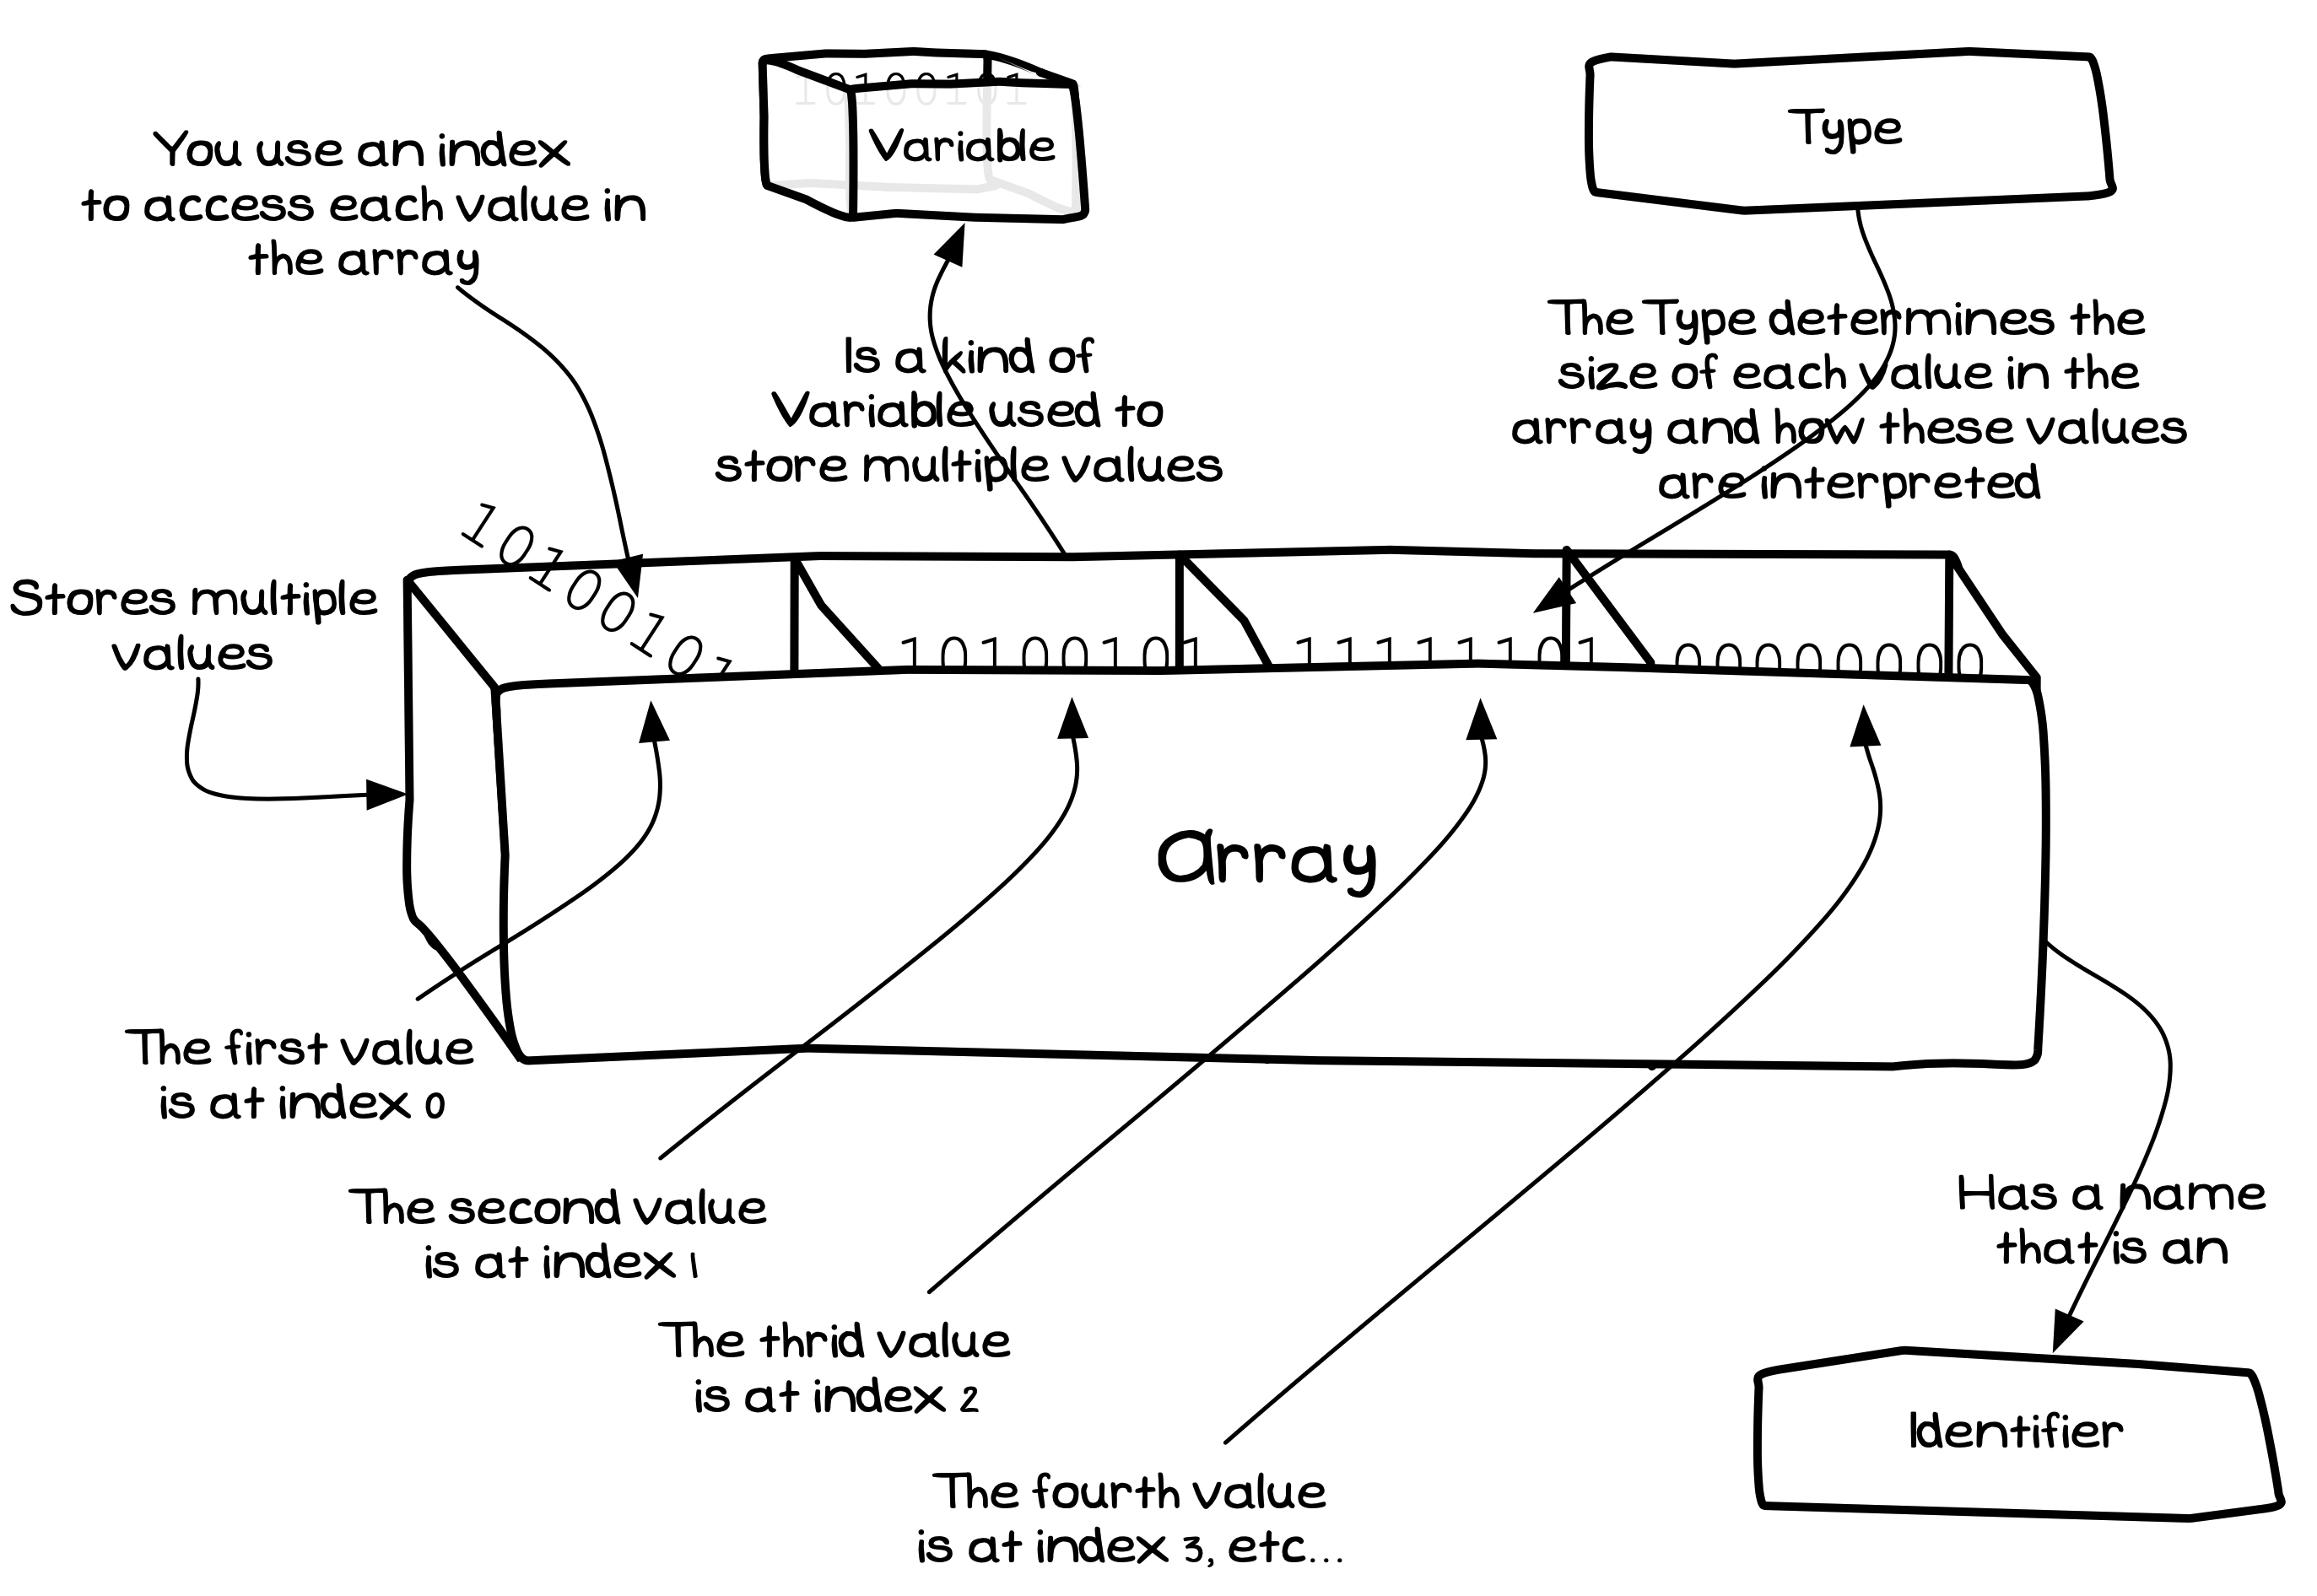 10100101
Variable
Type
You use an index
to access each value in
the array
Is a kind of
Variable used to
store multiple values
The Type determines the
size of each value in the
array and how these values
are interpreted
10100101
Stores multiple
values
10100101
11111101
00000000
Array
The first value
is at index 0
The second value
is at index 1
The thrid value
is at index 2
The fourth value
is at index 3, etc...
Has a name
that is an
Identifier